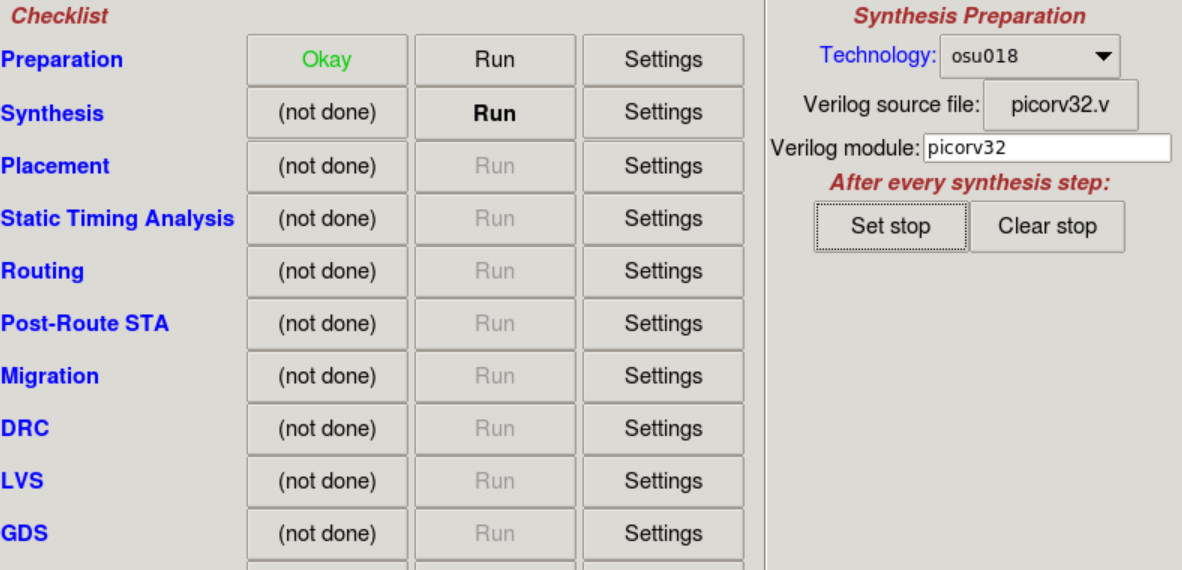 Checklist
Preparation Okay Run Settings
Synthesis (not done) Run Settings
Placement (not done) Run Settings
Static Timing Analysis (not done) Run Settings
Routing (not done) Run Settings
Post-Route STA (not done) Run Settings
Migration (not done) Run Settings
DRC (not done) Run Settings
LVS (not done) Run Settings
GDS (not done) Run Settings
Synthesis Preparation
Technology: osu018
Verilog source file: picorv32.v
Verilog module: picorv32
After every synthesis step:
Set stop Clear stop